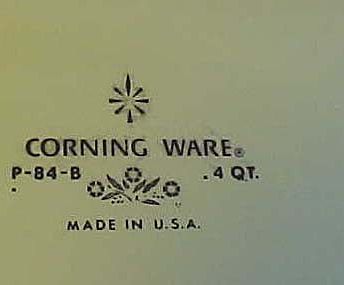 CORNING WARE®
P-84-B .4 QT.
MADE IN U.S.A.